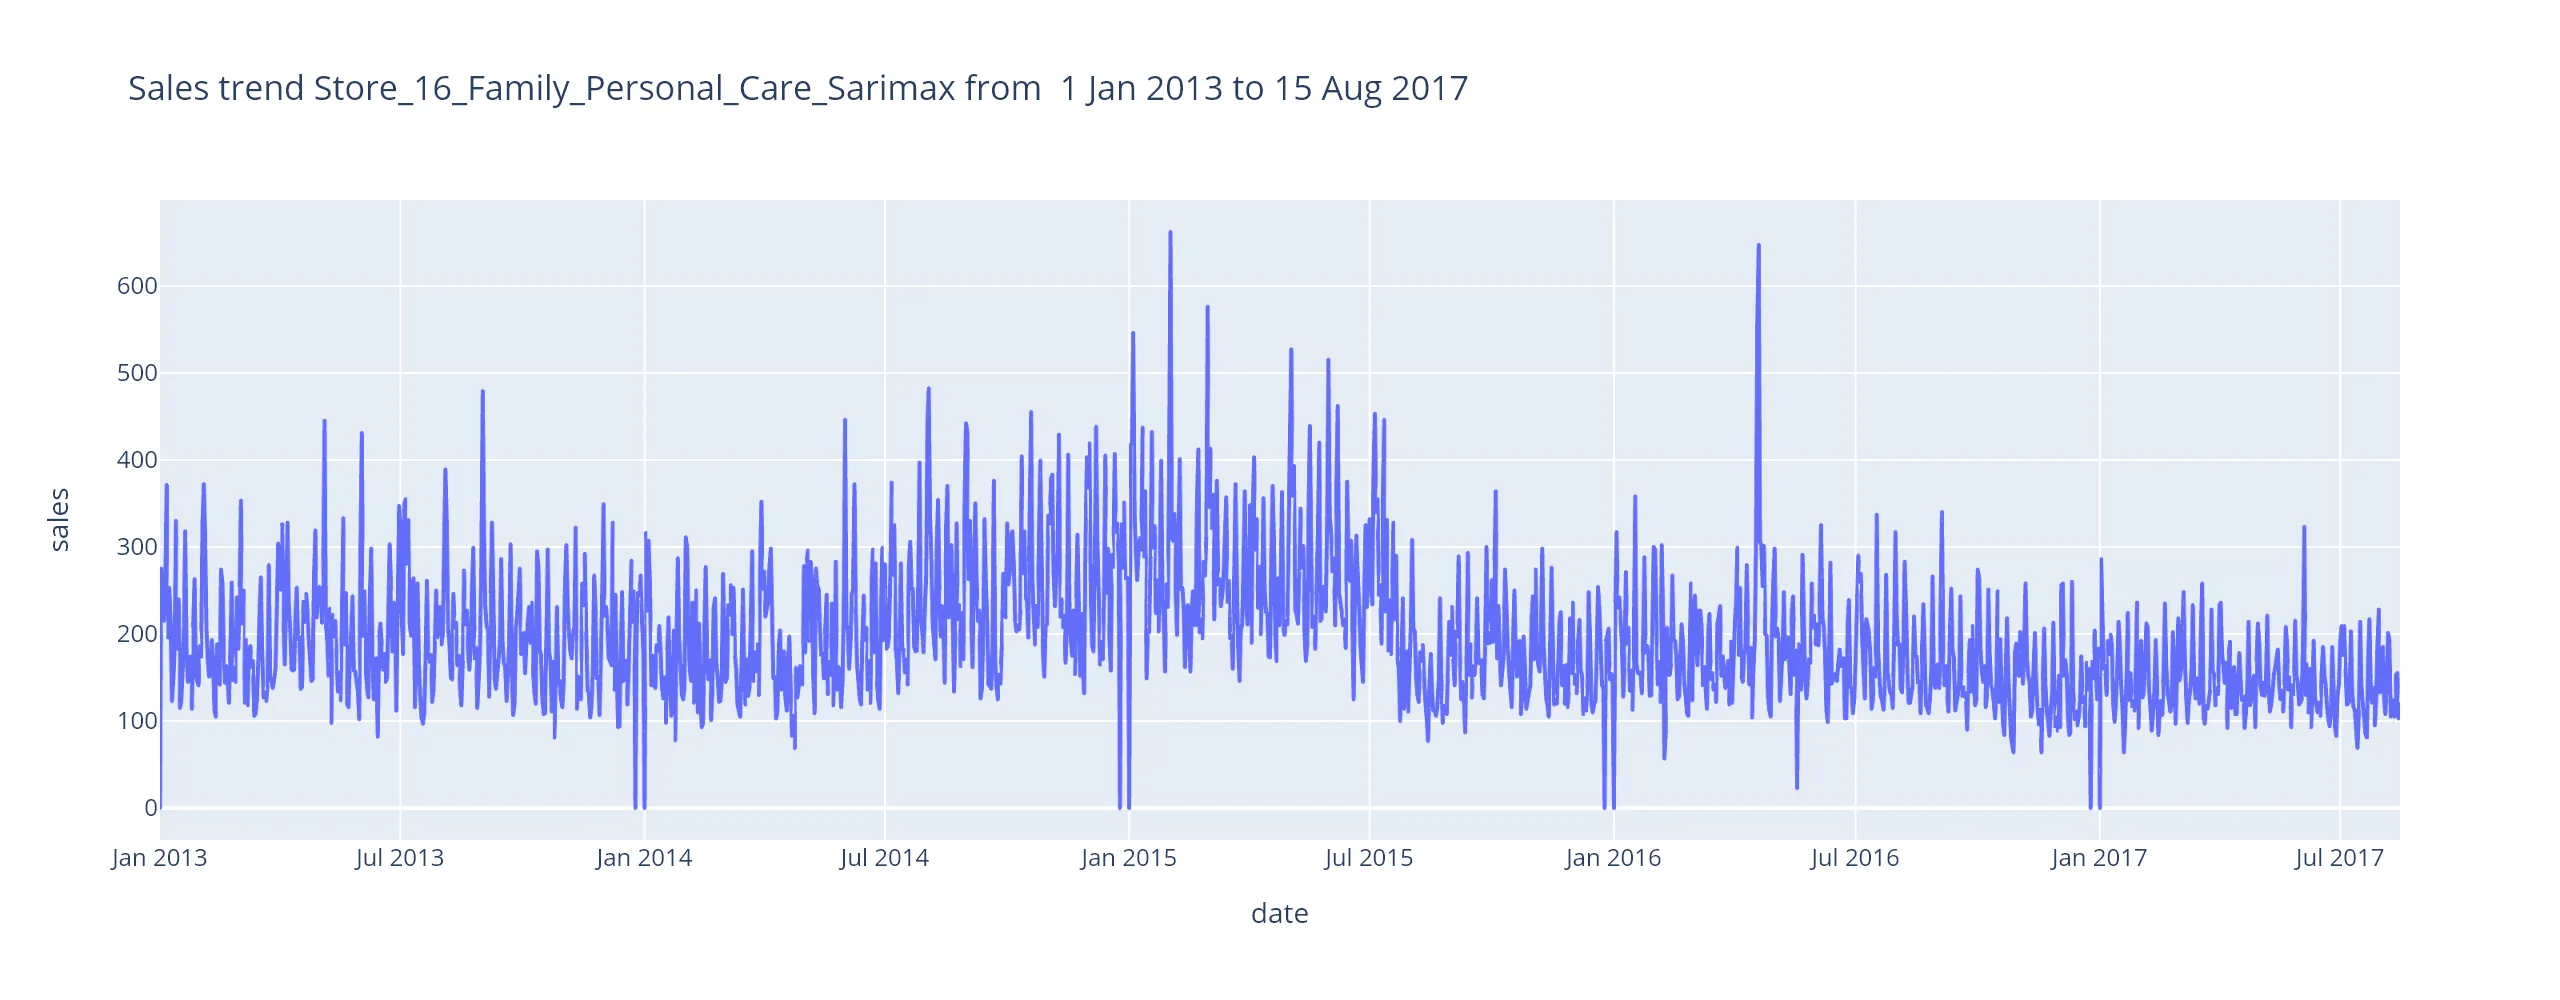 Sales trend Store_16_Family_Personal_Care_Sarimax from  1 Jan 2013 to 15 Aug 2017
600
500
400
300
200
100
0
sales
Jan 2013 Jul 2013 Jan 2014 Jul 2014 Jan 2015 Jul 2015 Jan 2016 Jul 2016 Jan 2017 Jul 2017
date